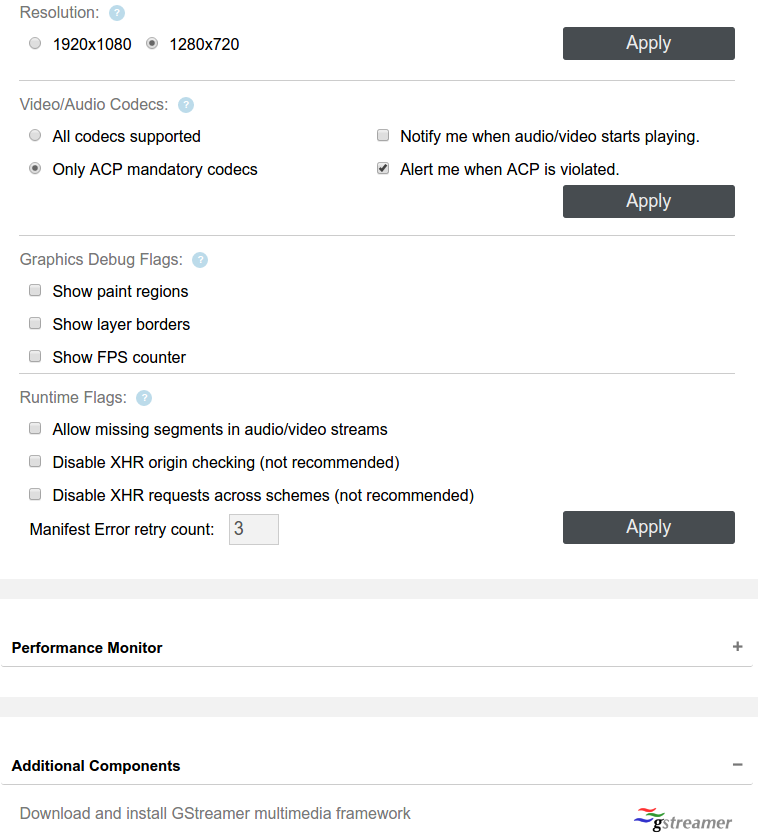 Resolution: ?
1920x1080 1280x720 Apply
Video/Audio Codecs: ?
All codecs supported Notify me when audio/video starts playing.
Only ACP mandatory codecs Alert me when ACP is violated.
Apply
Graphics Debug Flags: ?
Show paint regions
Show layer borders
Show FPS counter
Runtime Flags: ?
Allow missing segments in audio/video streams
Disable XHR origin checking (not recommended)
Disable XHR requests across schemes (not recommended)
Manifest Error retry count: 3 Apply
Performance Monitor +
Additional Components −
Download and install GStreamer multimedia framework gstreamer